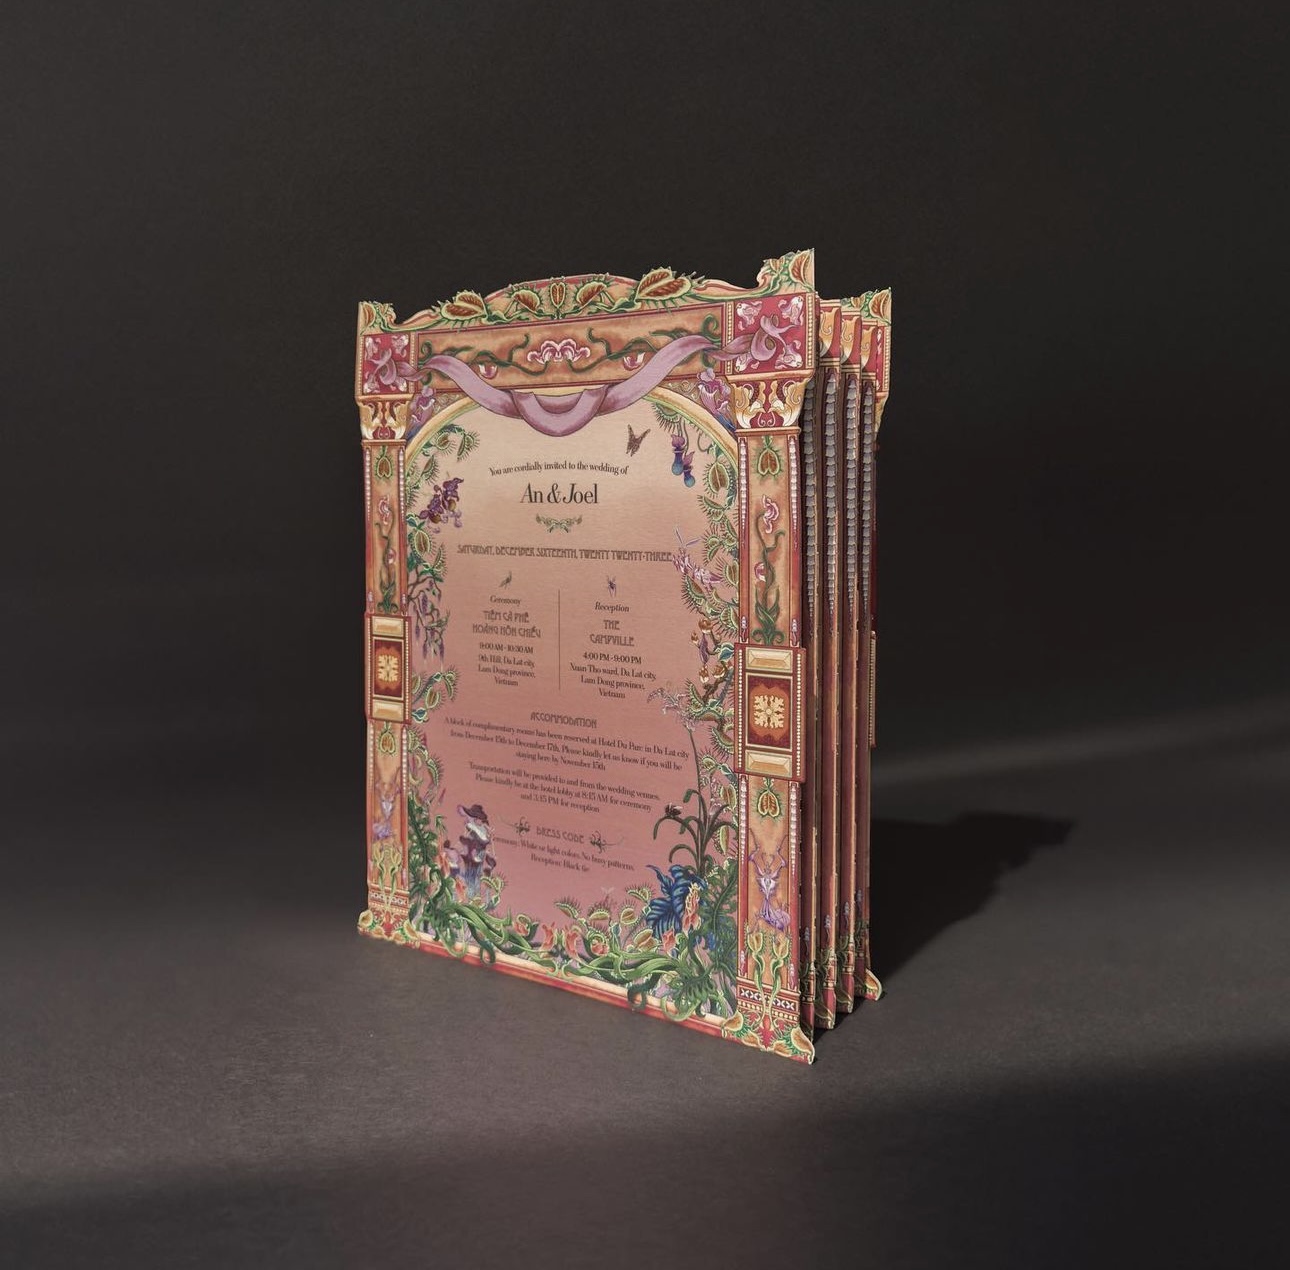 You are cordially invited to the wedding of
An & Joel
SATURDAY, DECEMBER SIXTEENTH, TWENTY TWENTY-THREE
Ceremony
TIỆM CÀ PHÊ
HOÀNG HÔN CHIỀU
9:00 AM - 10:30 AM
9th Hill, Da Lat city,
Lam Dong province,
Vietnam
Reception
THE
CAMPVILLE
4:00 PM - 9:00 PM
Xuan Tho ward, Da Lat city,
Lam Dong province,
Vietnam
ACCOMMODATION
A block of complimentary rooms has been reserved at Hotel Du Parc in Da Lat city
from December 15th to December 17th. Please kindly let us know if you will be
staying here by November 15th
Transportation will be provided to and from the wedding venues.
Please kindly be at the hotel lobby at 8:15 AM for ceremony
and 3:15 PM for reception
DRESS CODE
Ceremony: White or light colors. No busy patterns
Reception: Black tie